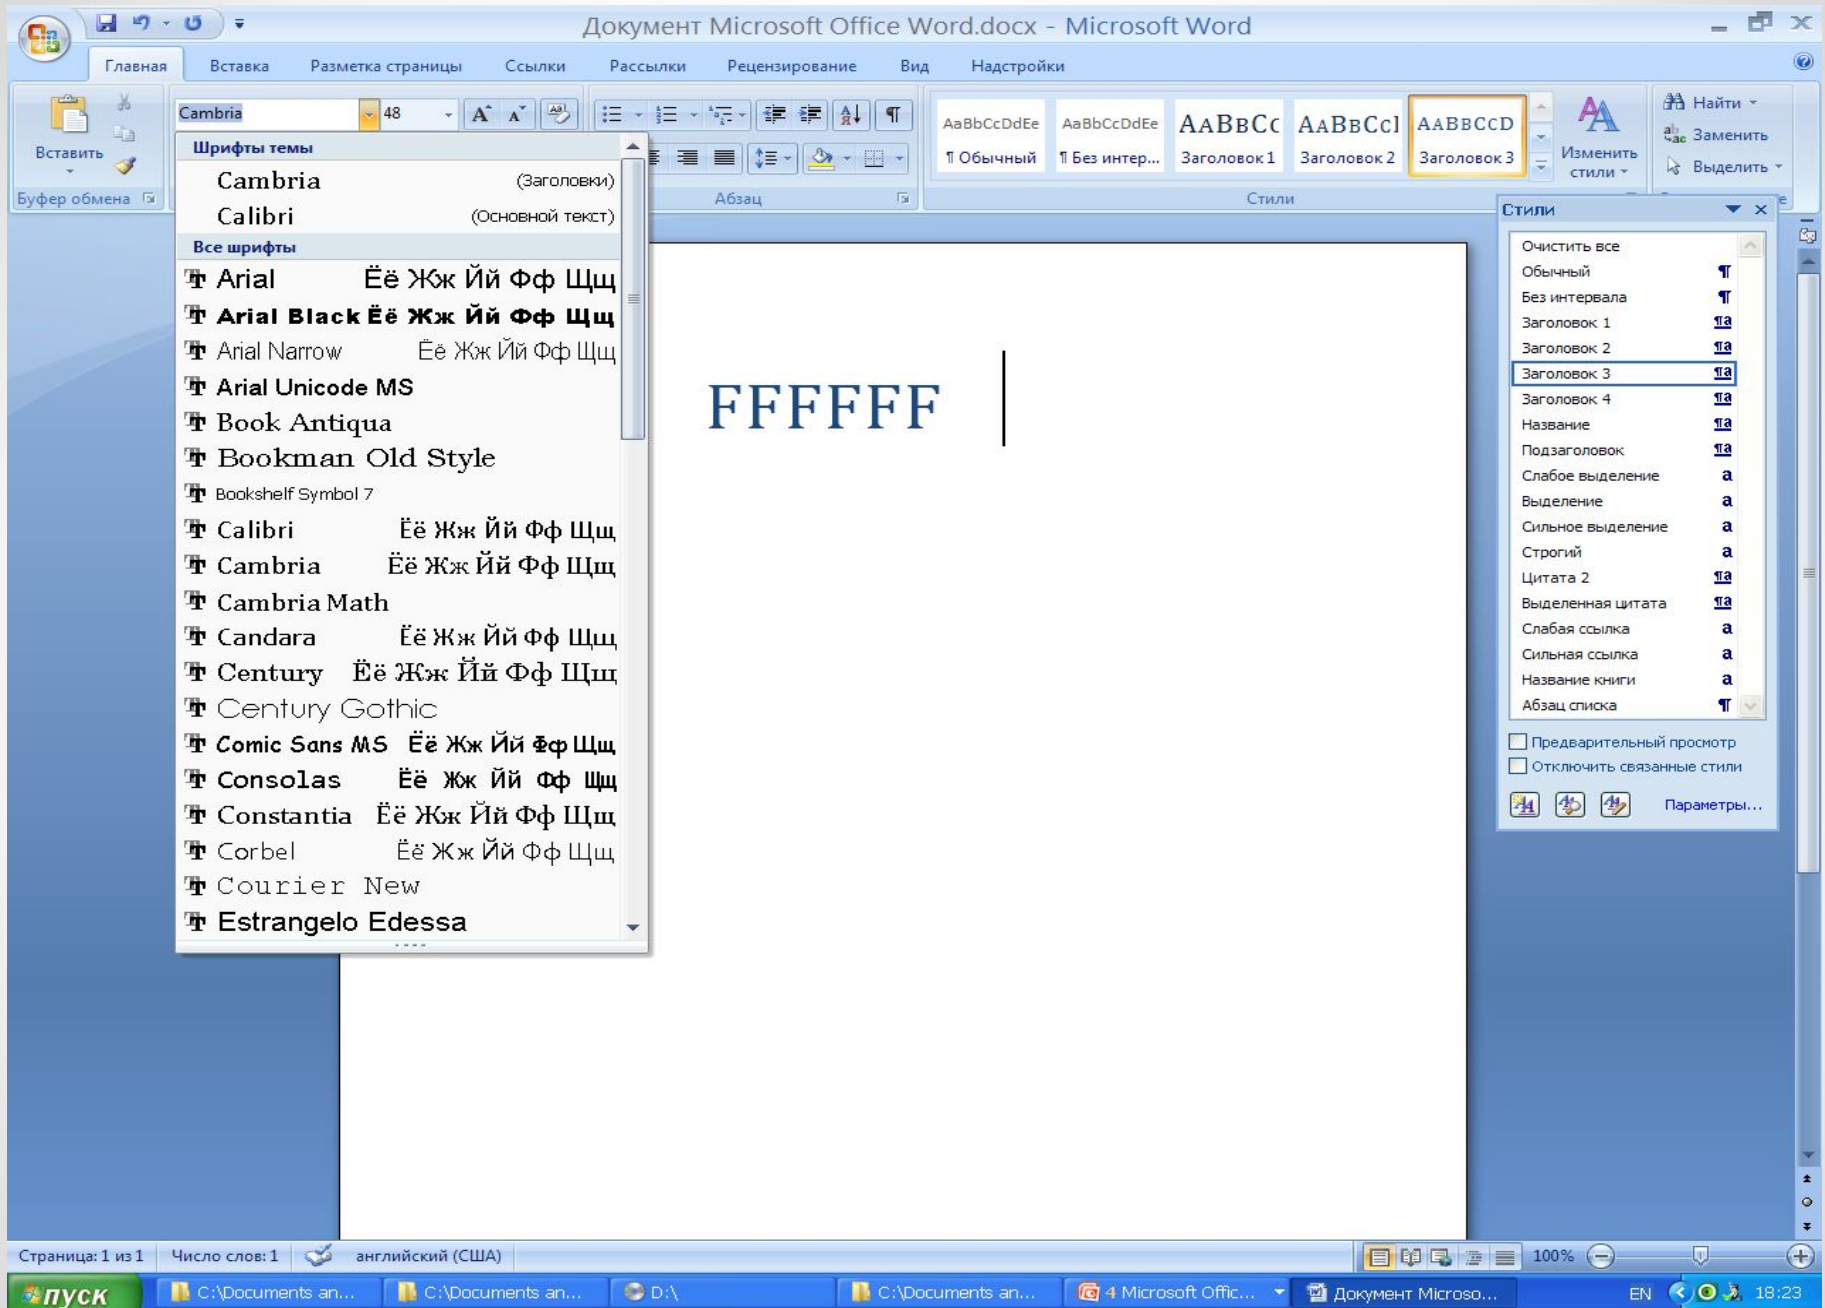 Документ Microsoft Office Word.docx - Microsoft Word
Главная Вставка Разметка страницы Ссылки Рассылки Рецензирование Вид Надстройки
Вставить
Буфер обмена
Cambria 48
Абзац
AaBbCcDdEe AaBbCcDdEe AaBbCc AaBbCcI AaBbCcD
¶ Обычный ¶ Без интер... Заголовок 1 Заголовок 2 Заголовок 3
Стили
Изменить
стили
Найти
Заменить
Выделить
Шрифты темы
Cambria (Заголовки)
Calibri (Основной текст)
Все шрифты
Arial Ёё Жж Йй Фф Щщ
Arial Black Ёё Жж Йй Фф Щщ
Arial Narrow Ёё Жж Йй Фф Щщ
Arial Unicode MS
Book Antiqua
Bookman Old Style
Bookshelf Symbol 7
Calibri Ёё Жж Йй Фф Щщ
Cambria Ёё Жж Йй Фф Щщ
Cambria Math
Candara Ёё Жж Йй Фф Щщ
Century Ёё Жж Йй Фф Щщ
Century Gothic
Comic Sans MS Ёё Жж Йй Фф Щщ
Consolas Ёё Жж Йй Фф Щщ
Constantia Ёё Жж Йй Фф Щщ
Corbel Ёё Жж Йй Фф Щщ
Courier New
Estrangelo Edessa
FFFFFF
Стили
Очистить все
Обычный ¶
Без интервала ¶
Заголовок 1 ¶a
Заголовок 2 ¶a
Заголовок 3 ¶a
Заголовок 4 ¶a
Название ¶a
Подзаголовок ¶a
Слабое выделение a
Выделение a
Сильное выделение a
Строгий a
Цитата 2 ¶a
Выделенная цитата ¶a
Слабая ссылка a
Сильная ссылка a
Название книги a
Абзац списка ¶
Предварительный просмотр
Отключить связанные стили
Параметры...
Страница: 1 из 1 Число слов: 1 английский (США) 100%
пуск C:\Documents an... C:\Documents an... D:\ C:\Documents an... 4 Microsoft Offic... Документ Microso... EN 18:23